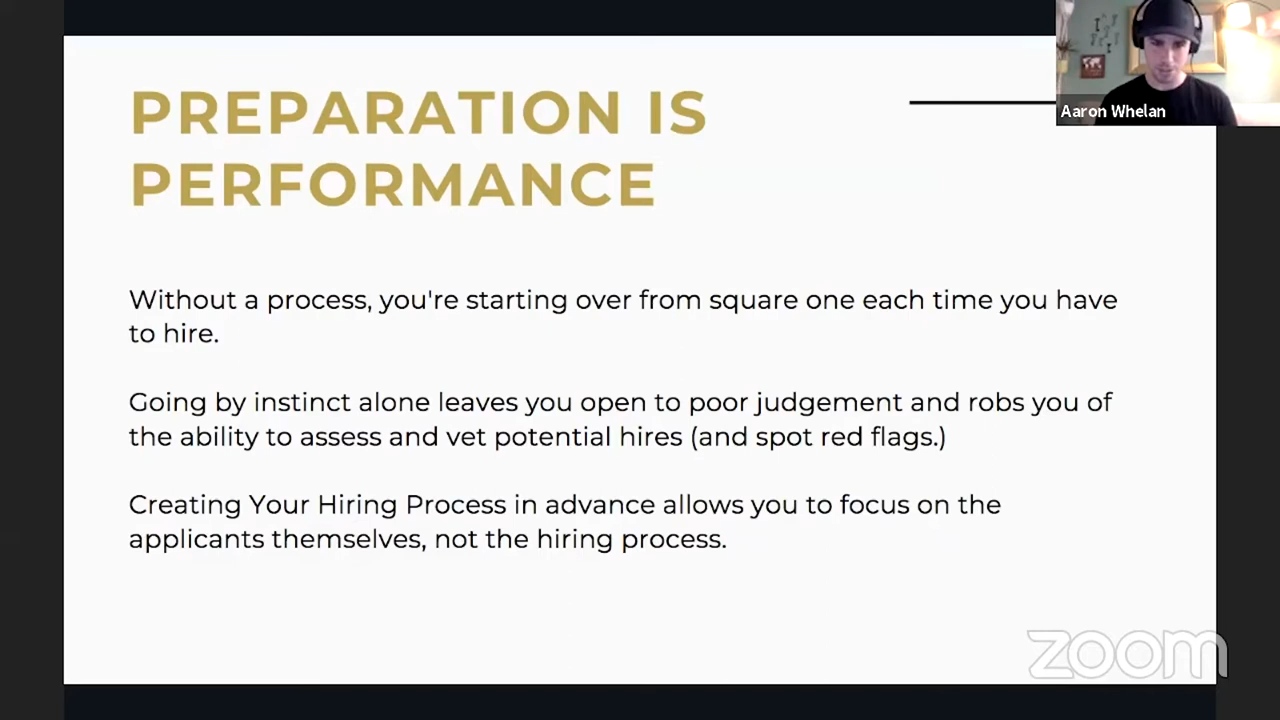 PREPARATION IS
PERFORMANCE
Aaron Whelan
Without a process, you're starting over from square one each time you have
to hire.
Going by instinct alone leaves you open to poor judgement and robs you of
the ability to assess and vet potential hires (and spot red flags.)
Creating Your Hiring Process in advance allows you to focus on the
applicants themselves, not the hiring process.
zoom